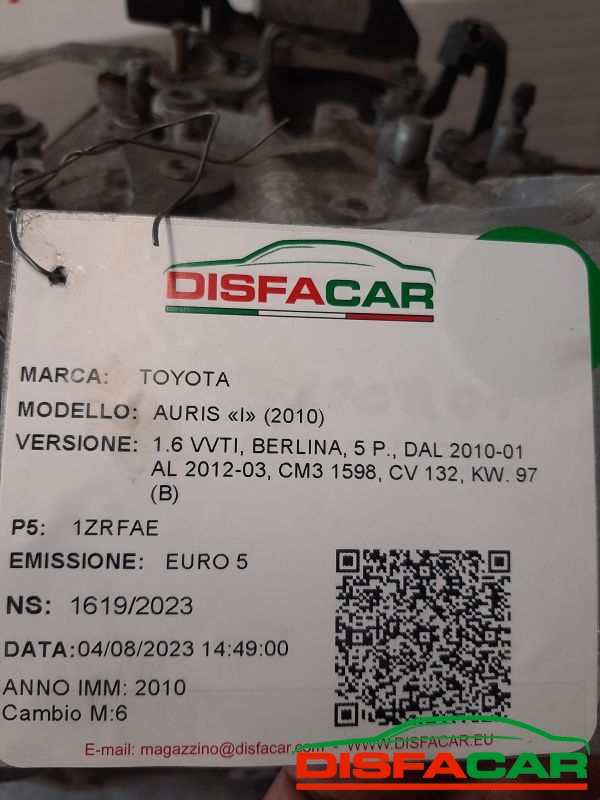 DISFACAR
MARCA: TOYOTA
MODELLO: AURIS «I» (2010)
VERSIONE: 1.6 VVTI, BERLINA, 5 P., DAL 2010-01
AL 2012-03, CM3 1598, CV 132, KW. 97
(B)
P5: 1ZRFAE
EMISSIONE: EURO 5
NS: 1619/2023
DATA:04/08/2023 14:49:00
ANNO IMM: 2010
Cambio M:6
E-mail: magazzino@disfacar.com - WWW.DISFACAR.EU
DISFACAR